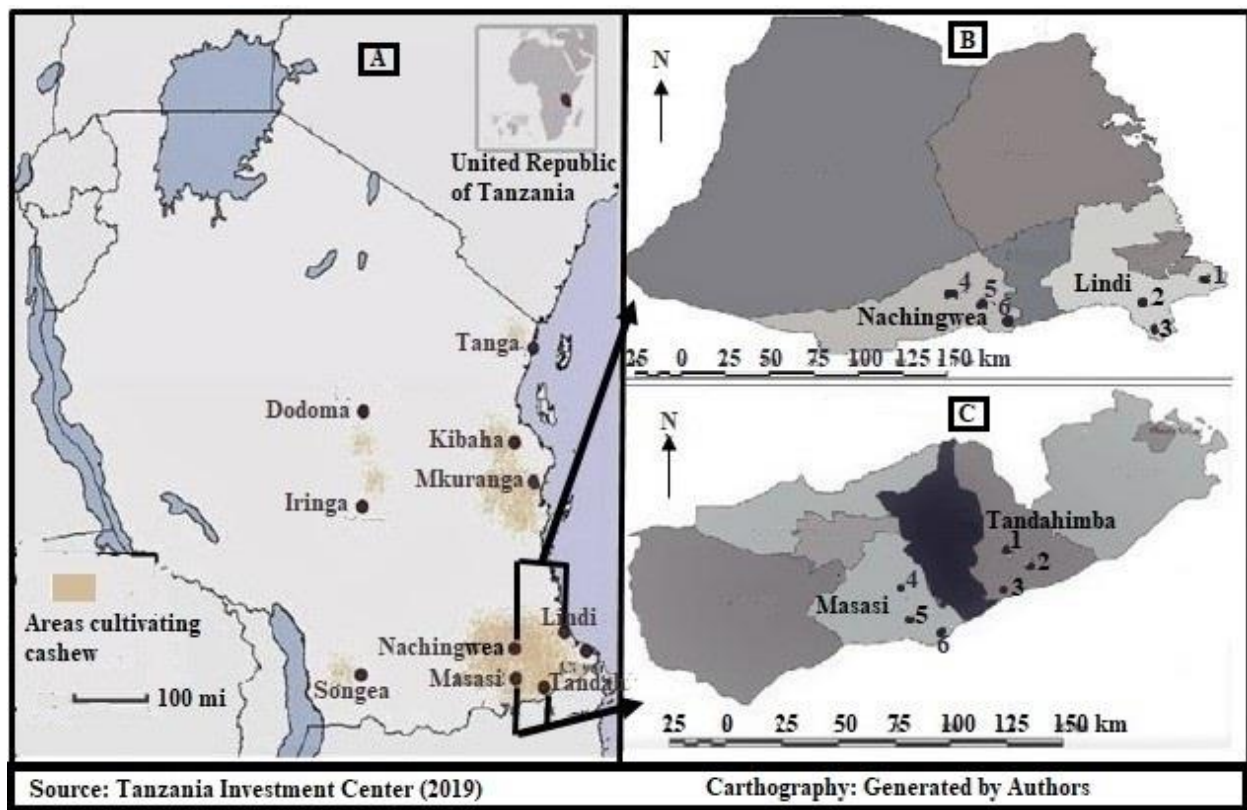 A
United Republic
of Tanzania
Tanga
Dodoma
Kibaha
Mkuranga
Iringa
Areas cultivating
cashew
100 mi
Lindi
Nachingwea
Masasi
Songea
Tandah
B
N
Lindi
1
2
3
4
5
6
Nachingwea
25 0 25 50 75 100 125 150 km
C
N
Tandahimba
1
2
3
4
Masasi
5
6
25 0 25 50 75 100 150 km
Source: Tanzania Investment Center (2019)
Carthography: Generated by Authors